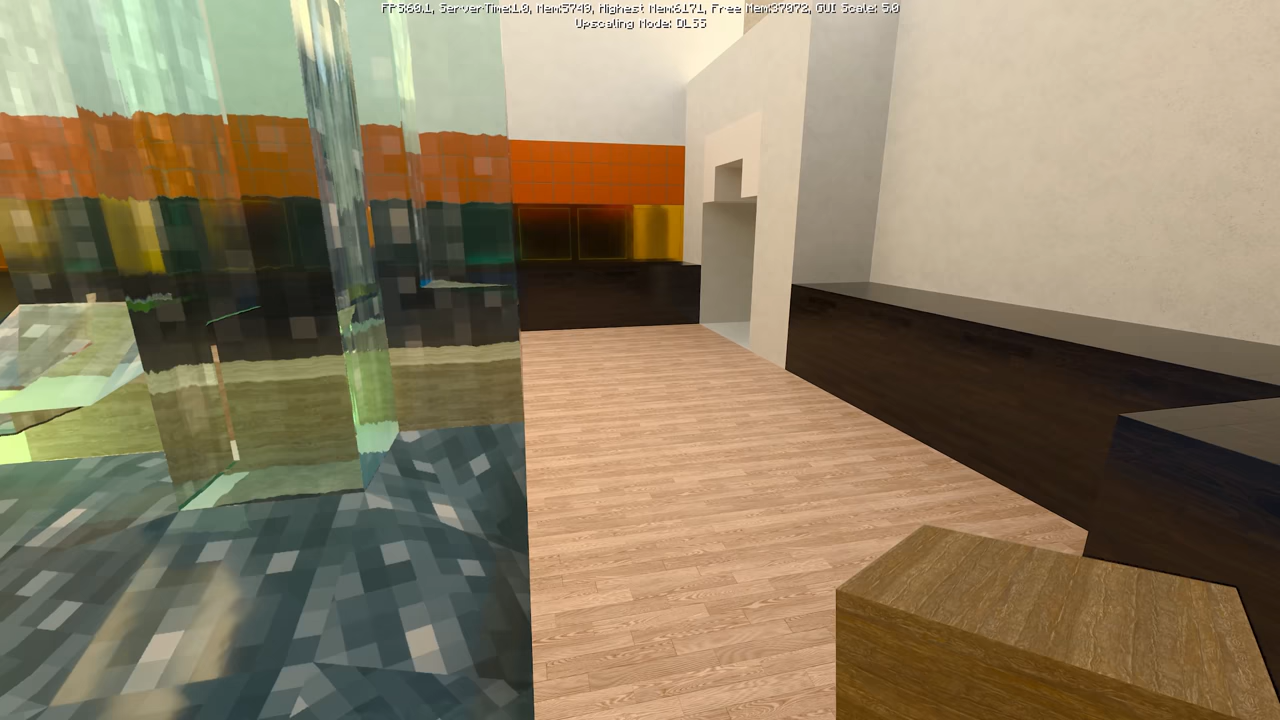 FPS:60.1, ServerTime:1.0, Mem:5749, Highest Mem:6171, Free Mem:37072, GUI Scale: 5.0
Upscaling Mode: DLSS